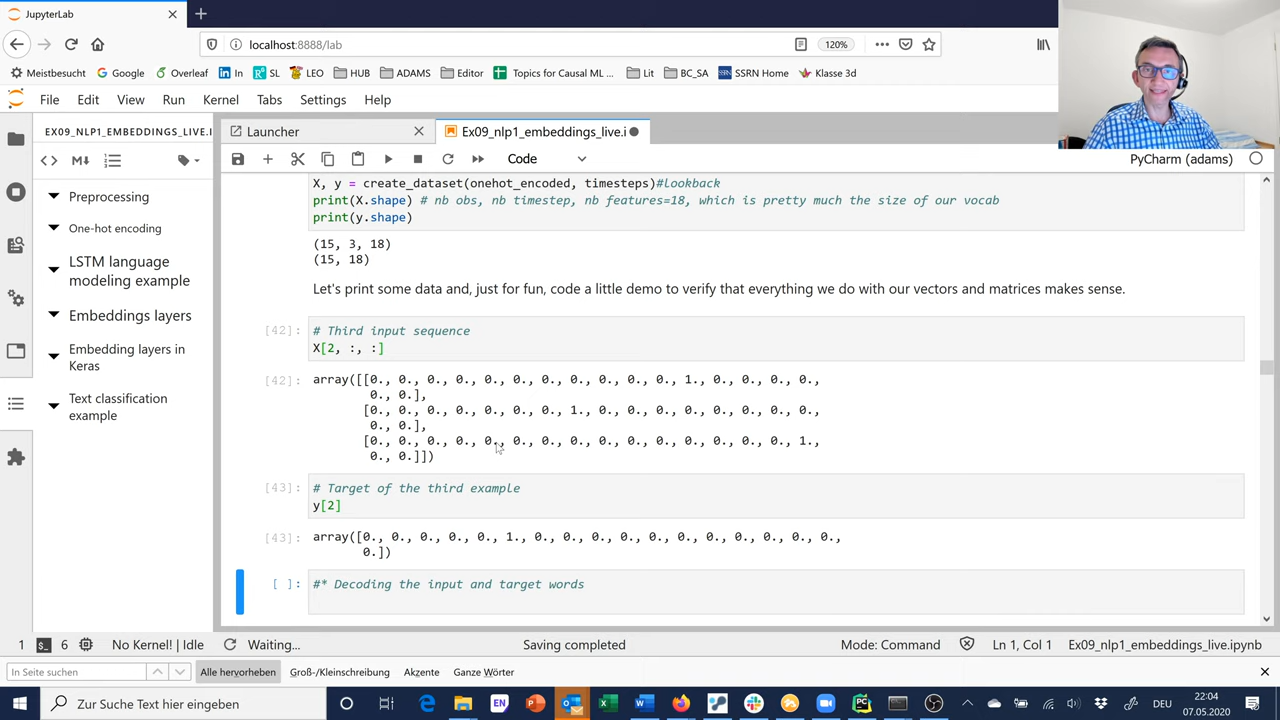 JupyterLab
localhost:8888/lab
120%
Meistbesucht Google Overleaf In SL LEO HUB ADAMS Editor Topics for Causal ML ... Lit BC_SA SSRN Home Klasse 3d
File Edit View Run Kernel Tabs Settings Help
EX09_NLP1_EMBEDDINGS_LIVE.I
Launcher
Ex09_nlp1_embeddings_live.i
Code
PyCharm (adams)
Preprocessing
One-hot encoding
LSTM language
modeling example
Embeddings layers
Embedding layers in
Keras
Text classification
example
X, y = create_dataset(onehot_encoded, timesteps)#lookback
print(X.shape) # nb obs, nb timestep, nb features=18, which is pretty much the size of our vocab
print(y.shape)
(15, 3, 18)
(15, 18)
Let's print some data and, just for fun, code a little demo to verify that everything we do with our vectors and matrices makes sense.
[42]: # Third input sequence
X[2, :, :]
[42]: array([[0., 0., 0., 0., 0., 0., 0., 0., 0., 0., 0., 1., 0., 0., 0., 0.,
0., 0.],
[0., 0., 0., 0., 0., 0., 0., 1., 0., 0., 0., 0., 0., 0., 0., 0.,
0., 0.],
[0., 0., 0., 0., 0., 0., 0., 0., 0., 0., 0., 0., 0., 0., 0., 1.,
0., 0.]])
[43]: # Target of the third example
y[2]
[43]: array([0., 0., 0., 0., 0., 1., 0., 0., 0., 0., 0., 0., 0., 0., 0., 0., 0.,
0.])
[ ]: #* Decoding the input and target words
1 6 No Kernel! | Idle Waiting... Saving completed Mode: Command Ln 1, Col 1 Ex09_nlp1_embeddings_live.ipynb
In Seite suchen Alle hervorheben Groß-/Kleinschreibung Akzente Ganze Wörter
Zur Suche Text hier eingeben
EN
DEU
22:04
07.05.2020